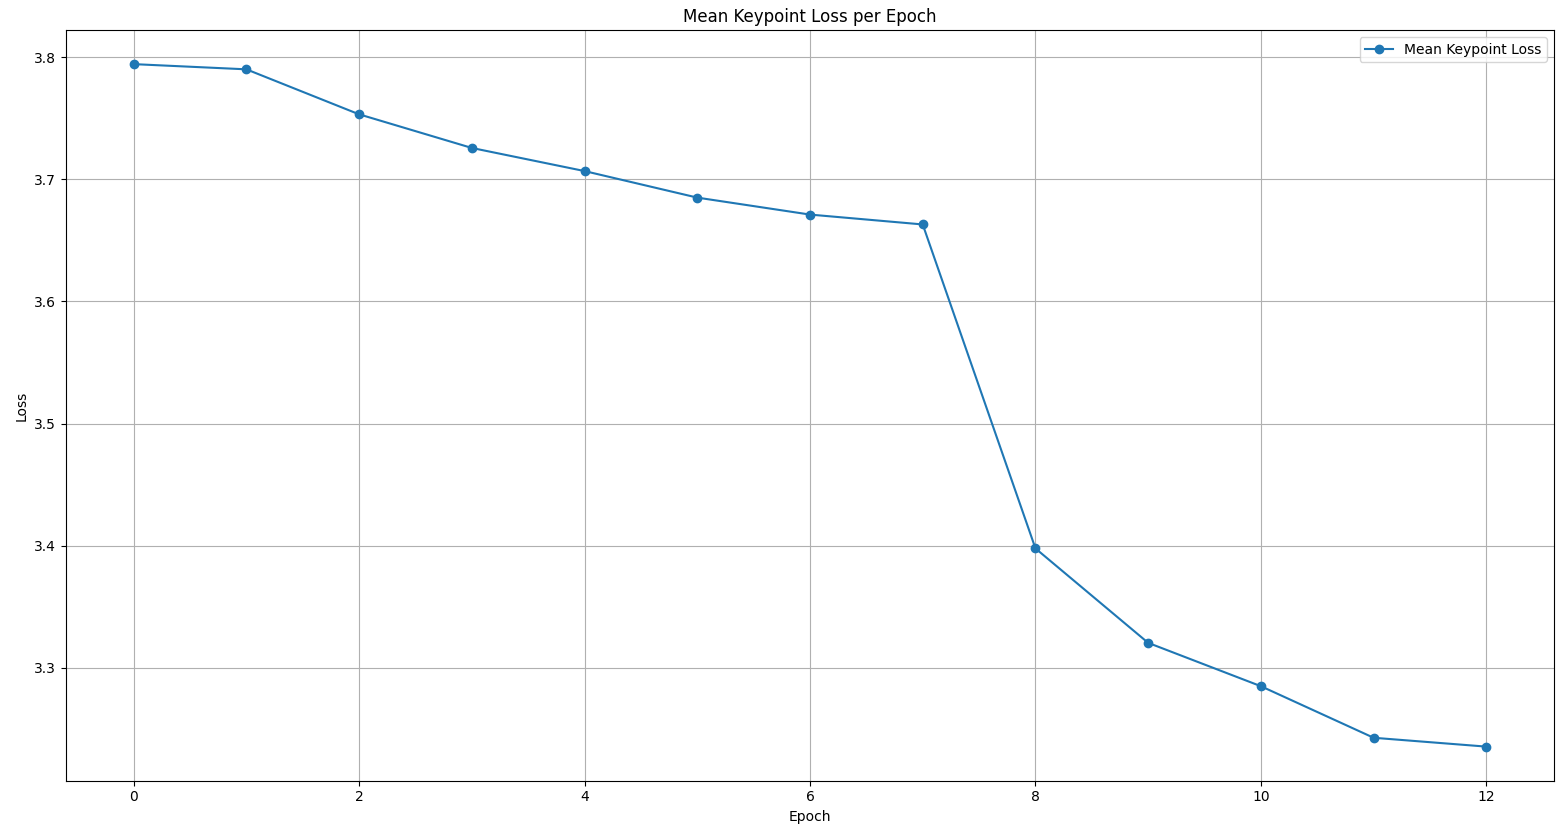 Mean Keypoint Loss per Epoch
Mean Keypoint Loss
3.8
3.7
3.6
3.5
3.4
3.3
Loss
0 2 4 6 8 10 12
Epoch